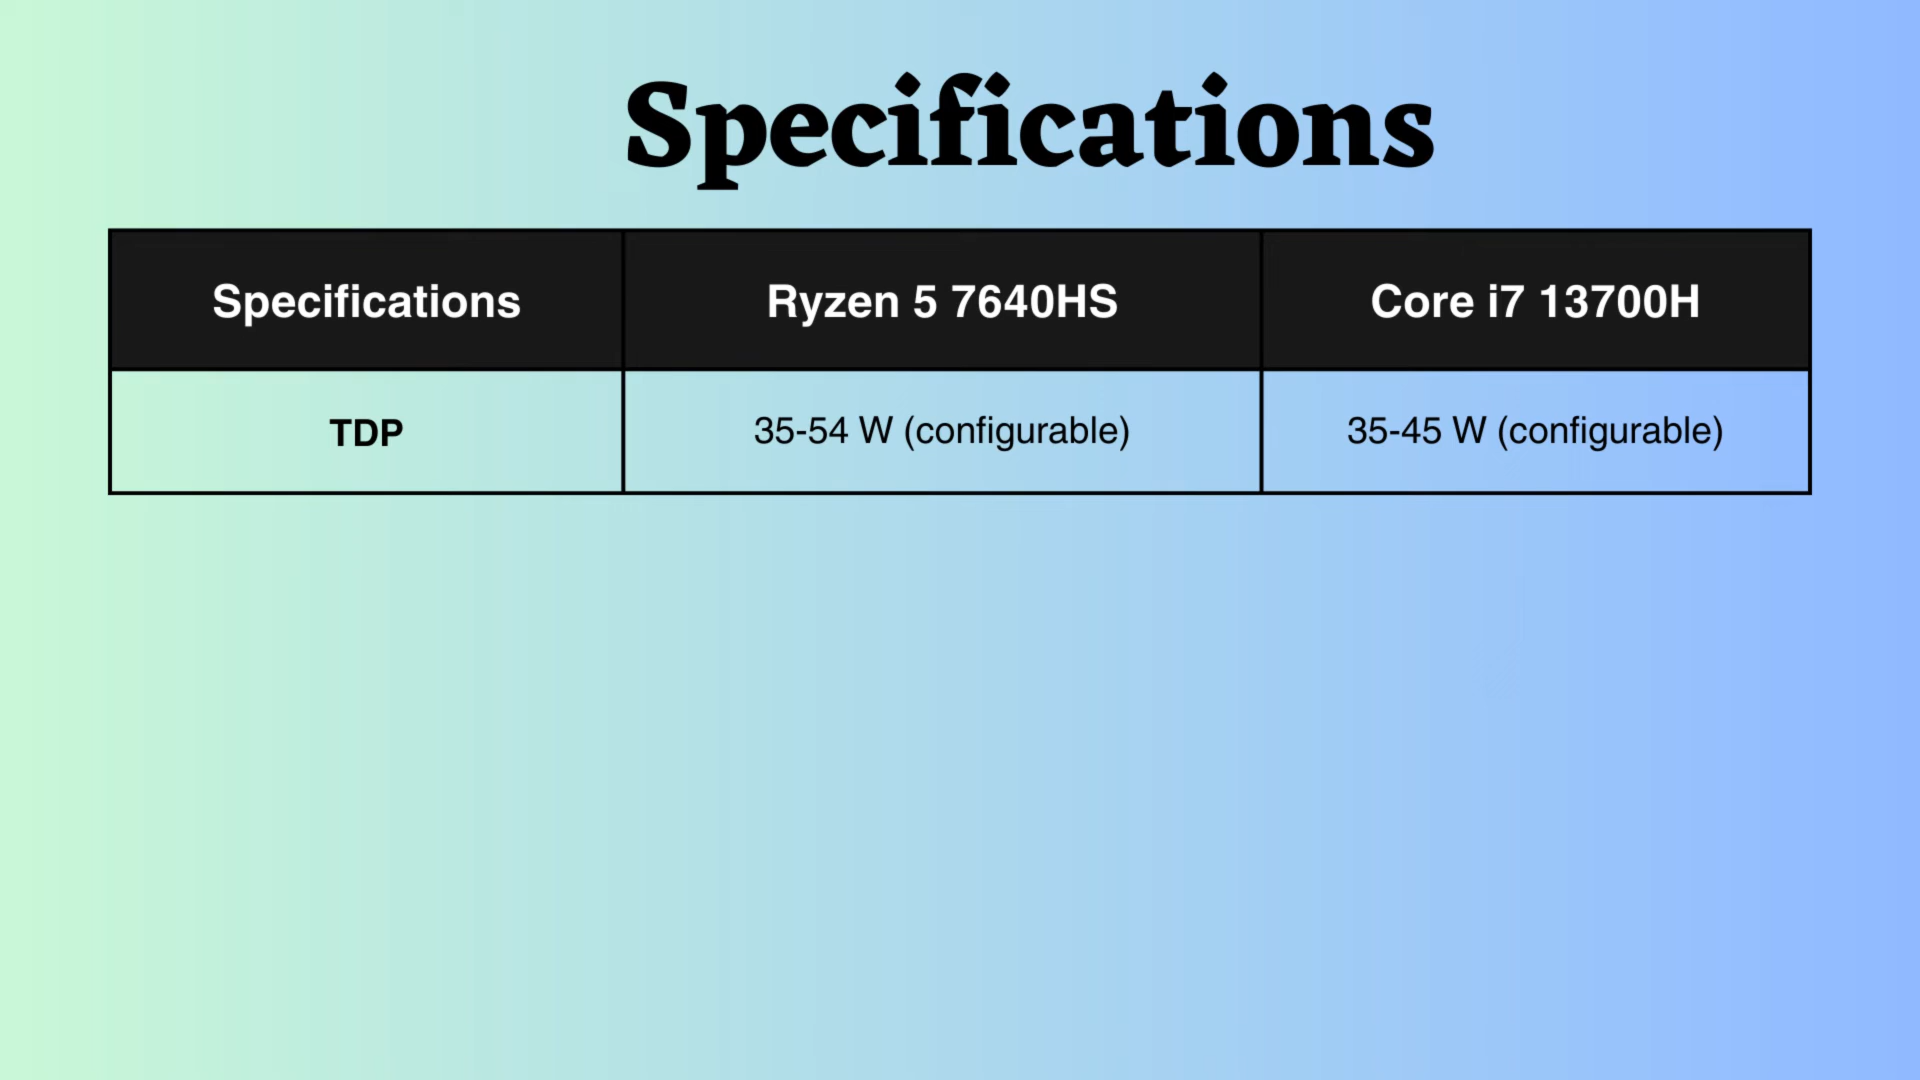 Specifications
Specifications Ryzen 5 7640HS Core i7 13700H
TDP 35-54 W (configurable) 35-45 W (configurable)